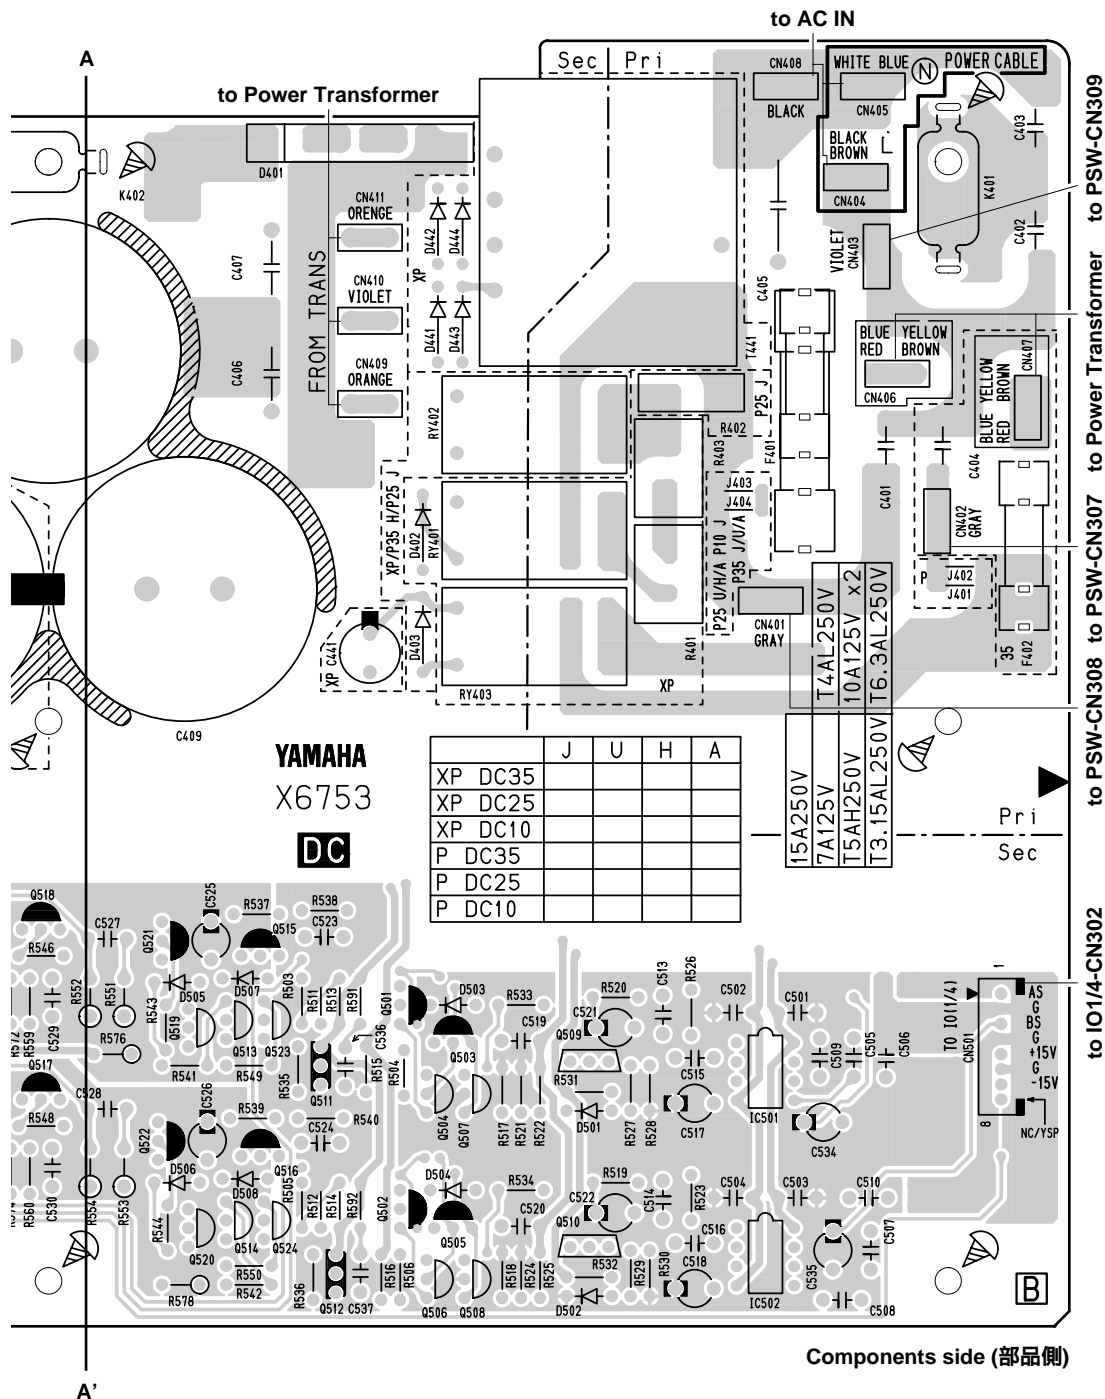 to AC IN
A
to Power Transformer
Sec
Pri
CN408
BLACK
WHITE BLUE
N
POWER CABLE
CN405
BLACK
BROWN
L
CN404
C403
K401
C402
to PSW-CN309
K402
D401
CN411
ORENGE
D442
D444
VIOLET
CN403
C407
XP
CN410
VIOLET
FROM TRANS
D441
D443
C405
T441
to Power Transformer
BLUE YELLOW
RED BROWN
CN406
CN407
BLUE YELLOW
RED BROWN
C406
CN409
ORANGE
RY402
R402
P25 J
R403
F401
C401
C404
XP/P35 H/P25 J
D402
RY401
J403
J404
P25 U/H/A P10 J
P35 J/U/A
CN402
GRAY
to PSW-CN307
P
J402
J401
CN401
GRAY
C441
XP
D403
RY403
R401
XP
35
F402
to PSW-CN308
C409
T4AL250V
10A125V x2
T6.3AL250V
15A250V
7A125V
T5AH250V
T3.15AL250V
YAMAHA
X6753
DC
J U H A
XP DC35
XP DC25
XP DC10
P DC35
P DC25
P DC10
Pri
Sec
Q518
C527
Q521
C525
R537
R538
C523
Q515
R546
R552
R551
R543
D505
D507
R503
R511
R513
R591
Q501
D503
R533
R520
C513
R526
C502
C501
1
AS
G
BS
G
+15V
G
-15V
TO IO(1/4)
CN501
8
NC/YSP
to IO1/4-CN302
R572
R559
C529
R576
Q519
Q513
Q523
C536
C519
Q509
C521
Q503
C509
C505
C506
Q517
C528
R541
R549
R535
Q511
R515
R504
R531
C515
C526
R539
R540
Q504
Q507
R517
R521
R522
D501
R527
R528
C517
IC501
C534
R548
Q522
C524
D506
Q516
D504
R519
R560
C530
R554
R553
R544
D508
R505
R512
R514
R592
Q502
R534
C522
C514
R523
C504
C503
C510
Q520
Q514
Q524
Q505
C520
Q510
C516
C507
R550
R542
R578
R536
Q512
C537
R516
R506
Q506
Q508
R518
R524
R525
R532
D502
R529
R530
C518
IC502
C535
C508
B
Components side (部品側)
A'